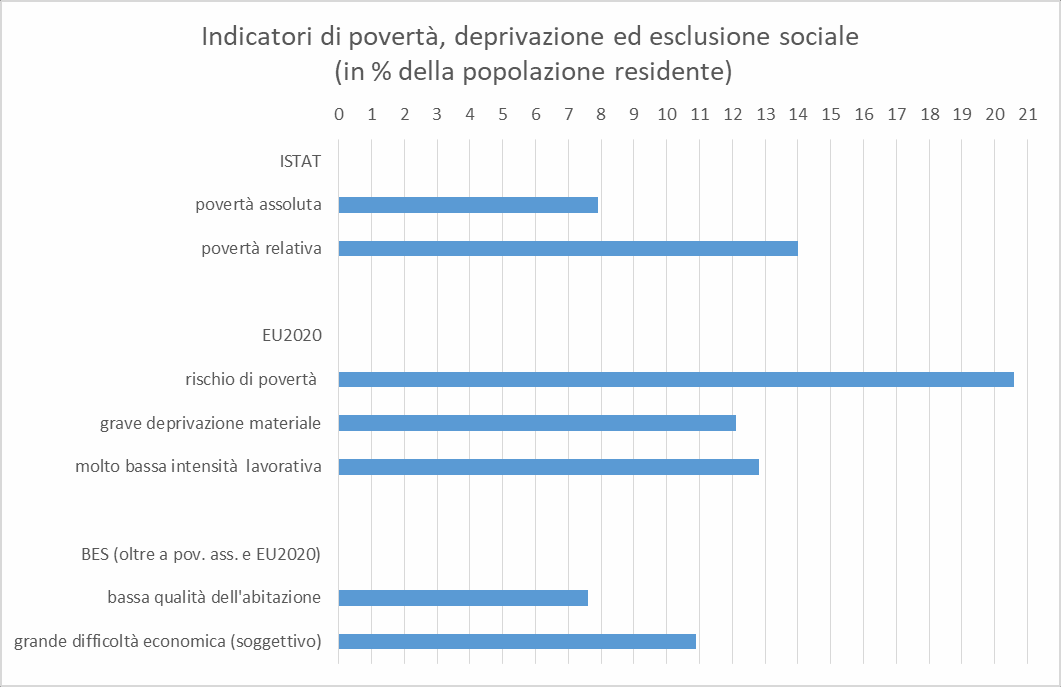 Indicatori di povertà, deprivazione ed esclusione sociale
(in % della popolazione residente)
0 1 2 3 4 5 6 7 8 9 10 11 12 13 14 15 16 17 18 19 20 21
ISTAT
povertà assoluta
povertà relativa
EU2020
rischio di povertà
grave deprivazione materiale
molto bassa intensità lavorativa
BES (oltre a pov. ass. e EU2020)
bassa qualità dell'abitazione
grande difficoltà economica (soggettivo)